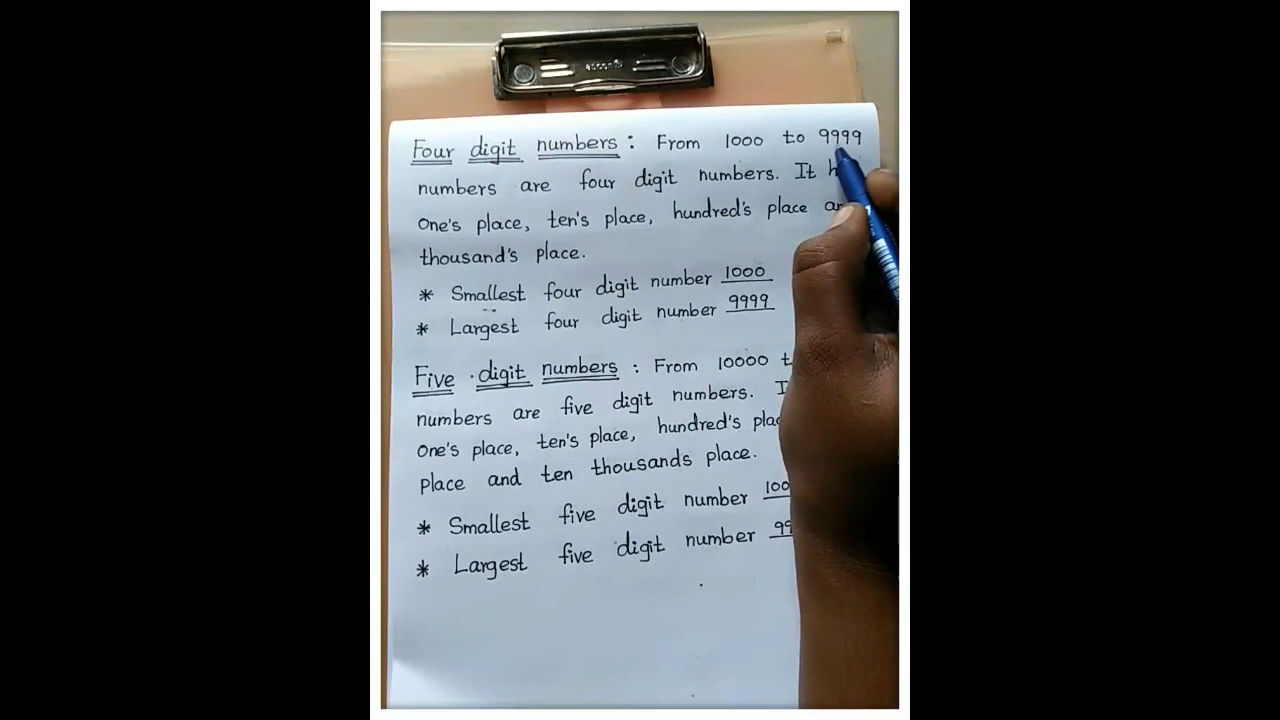 Four digit numbers : From 1000 to 9999
numbers are four digit numbers. It
One's place, ten's place, hundred's place
thousand's place.
* Smallest four digit number 1000
* Largest four digit number 9999
Five digit numbers : From 10000
numbers are five digit numbers.
One's place, ten's place, hundred's
place and ten thousands place.
* Smallest five digit number
* Largest five digit number